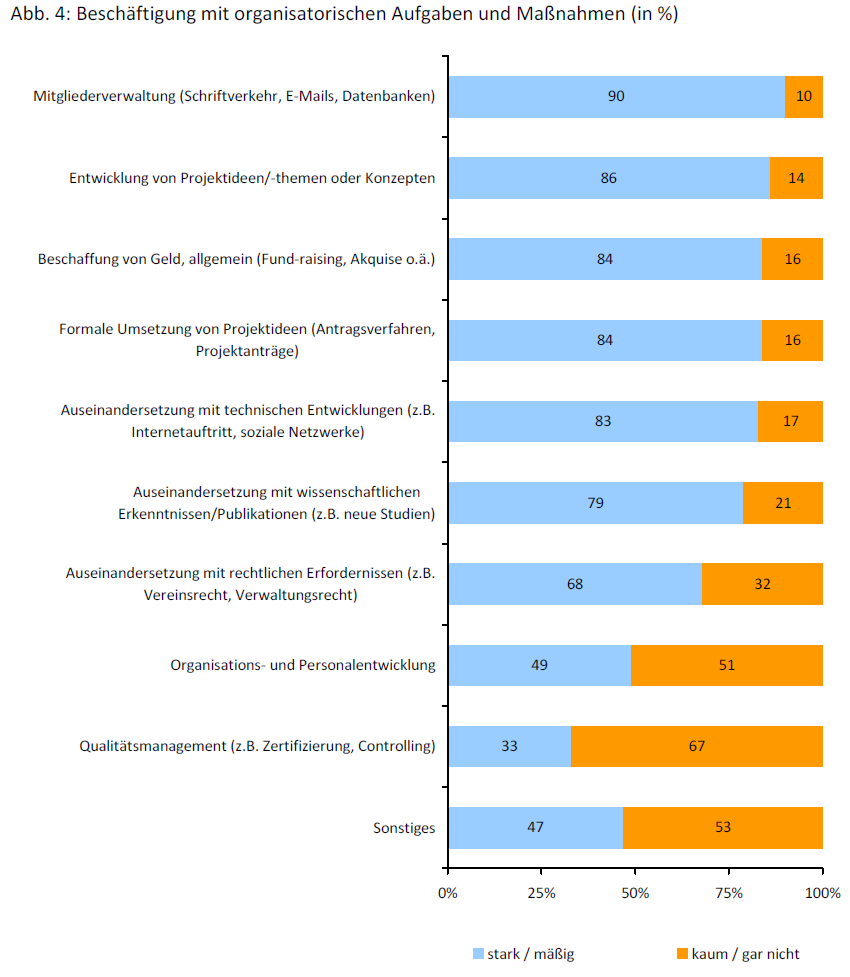 Abb. 4: Beschäftigung mit organisatorischen Aufgaben und Maßnahmen (in %)
Mitgliederverwaltung (Schriftverkehr, E-Mails, Datenbanken) 90 10
Entwicklung von Projektideen/-themen oder Konzepten 86 14
Beschaffung von Geld, allgemein (Fund-raising, Akquise o.ä.) 84 16
Formale Umsetzung von Projektideen (Antragsverfahren,
Projektanträge) 84 16
Auseinandersetzung mit technischen Entwicklungen (z.B.
Internetauftritt, soziale Netzwerke) 83 17
Auseinandersetzung mit wissenschaftlichen
Erkenntnissen/Publikationen (z.B. neue Studien) 79 21
Auseinandersetzung mit rechtlichen Erfordernissen (z.B.
Vereinsrecht, Verwaltungsrecht) 68 32
Organisations- und Personalentwicklung 49 51
Qualitätsmanagement (z.B. Zertifizierung, Controlling) 33 67
Sonstiges 47 53
0% 25% 50% 75% 100%
stark / mäßig kaum / gar nicht